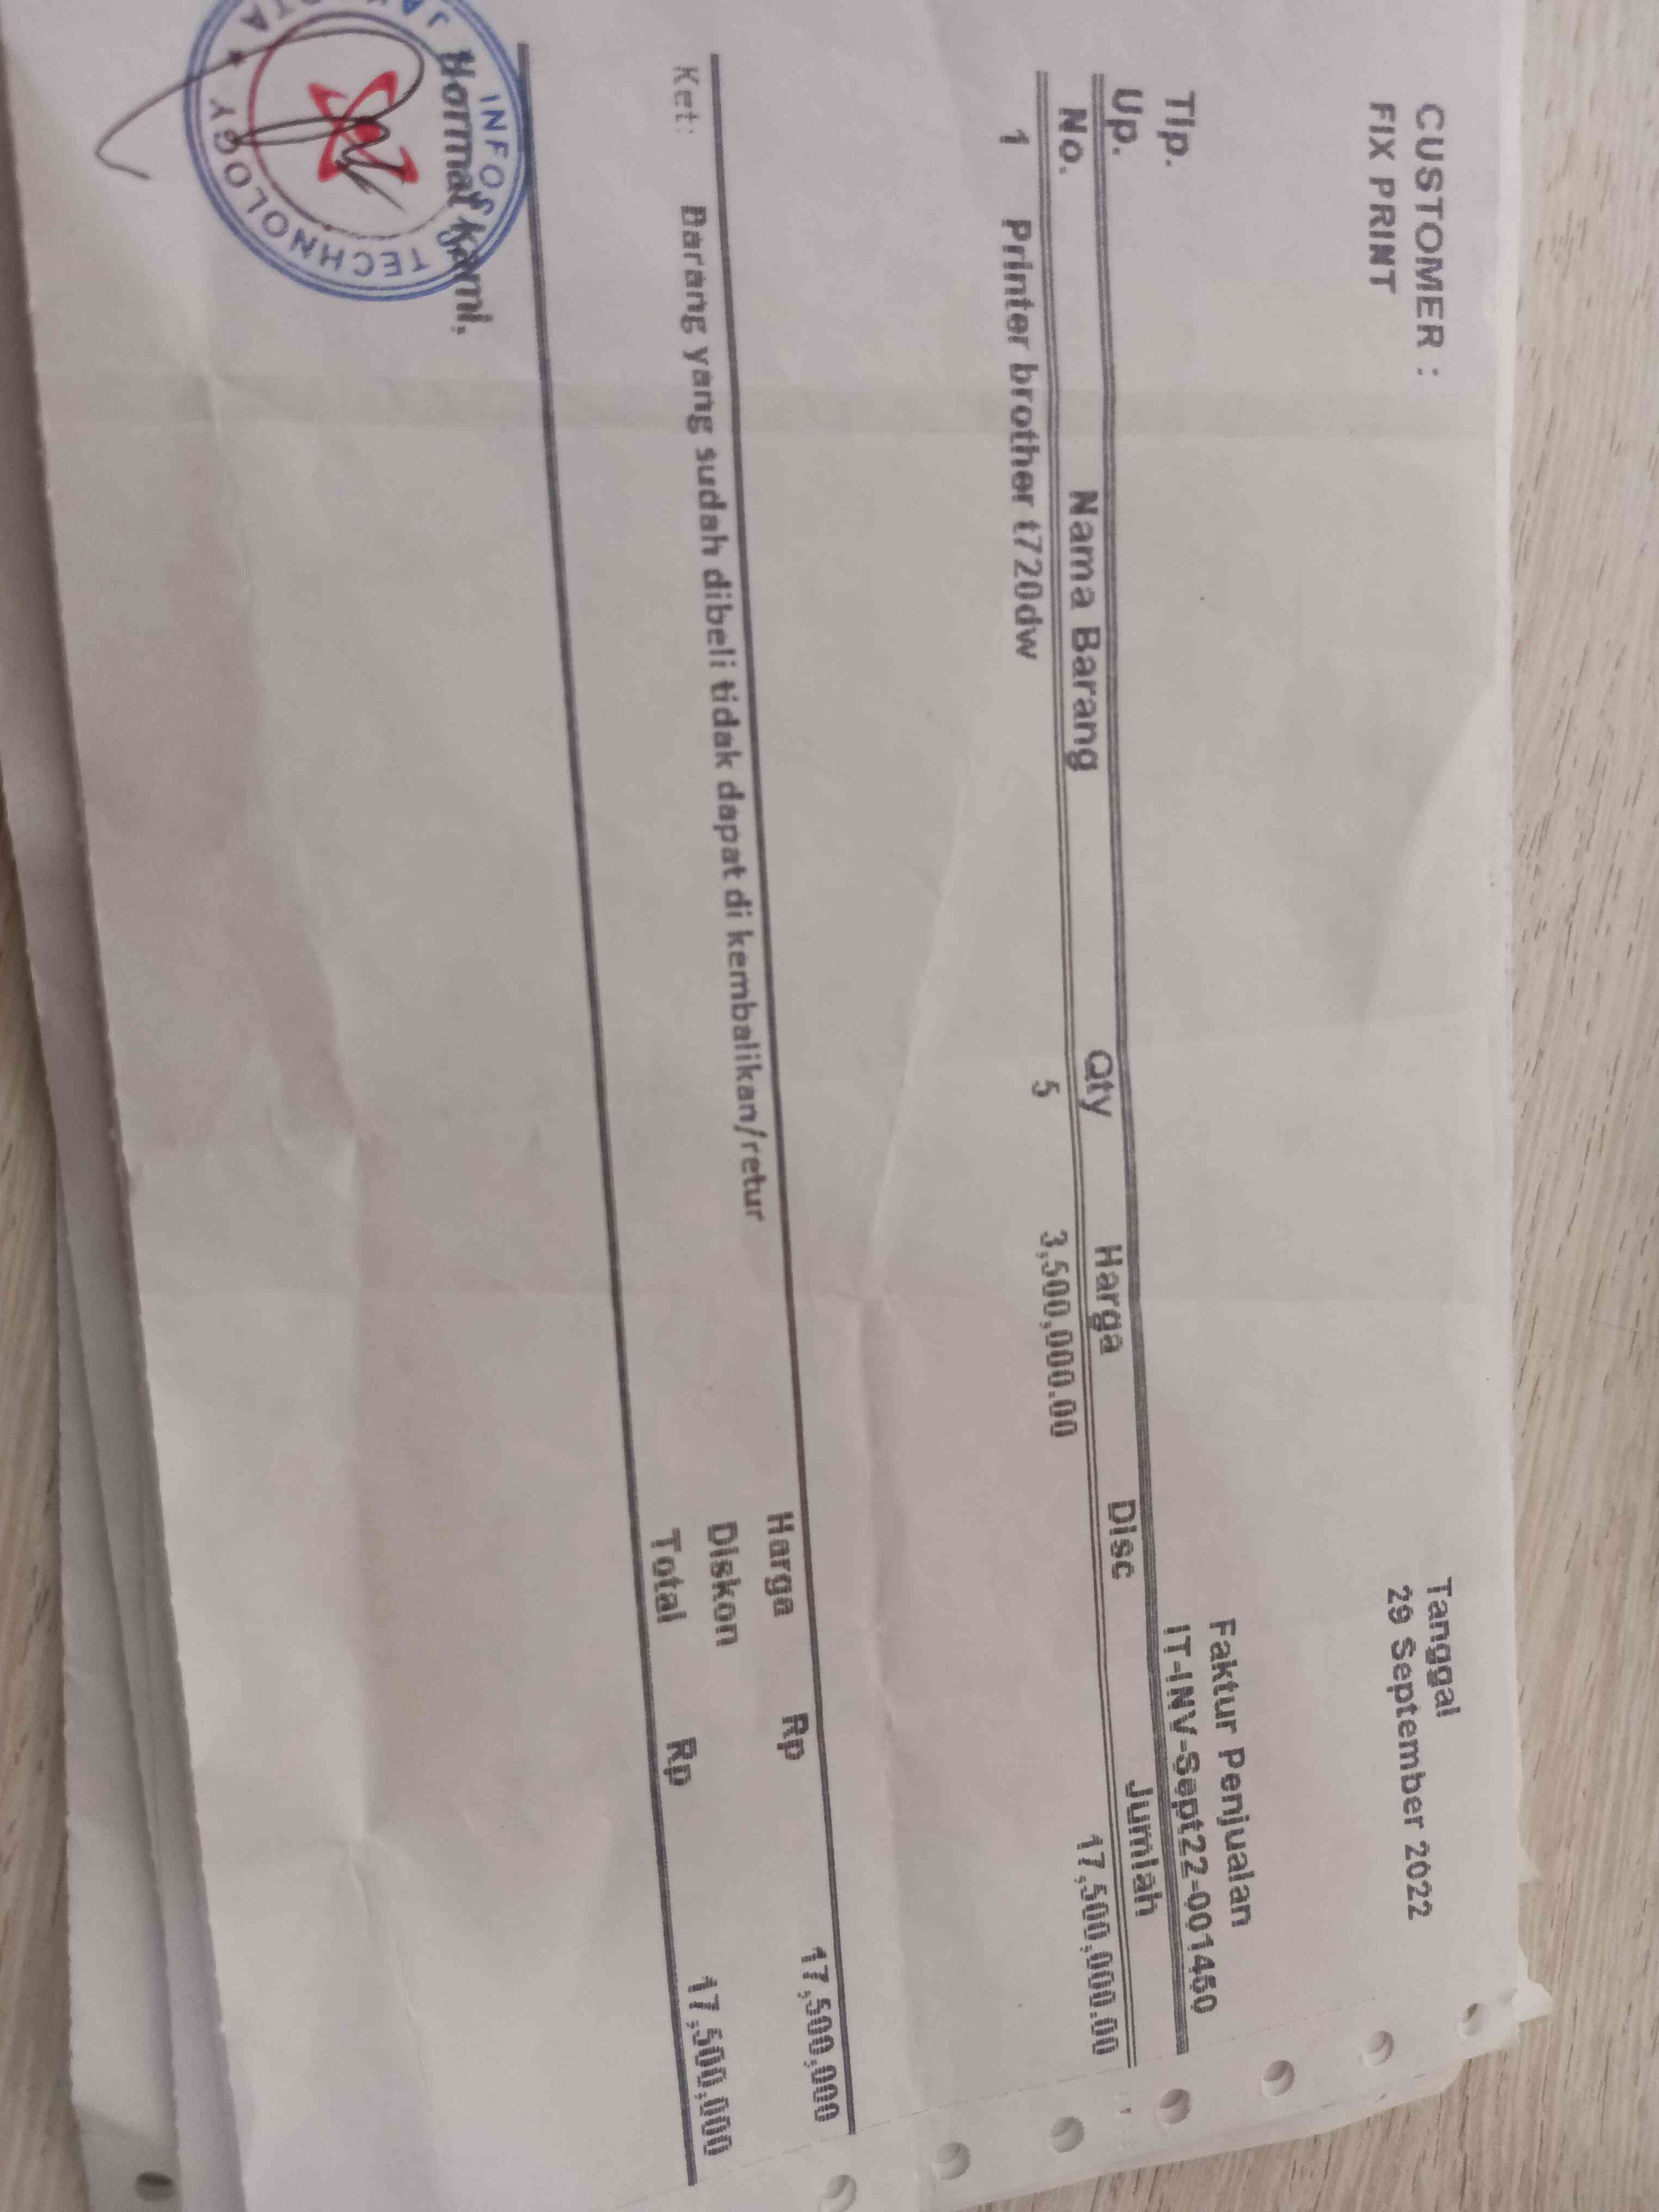 CUSTOMER :
FIX PRINT
Tanggal
29 September 2022
Faktur Penjualan
IT-INV-Sept22-001450
Tlp.
Up.
No. Nama Barang Qty Harga Disc Jumlah
1 Printer brother t720dw 5 3,500,000.00 17,500,000.00
Harga Rp 17,500,000
Diskon
Total Rp 17,500,000
Ket: Barang yang sudah dibeli tidak dapat di kembalikan/retur
Hormat kami,
TECHNOLOGY